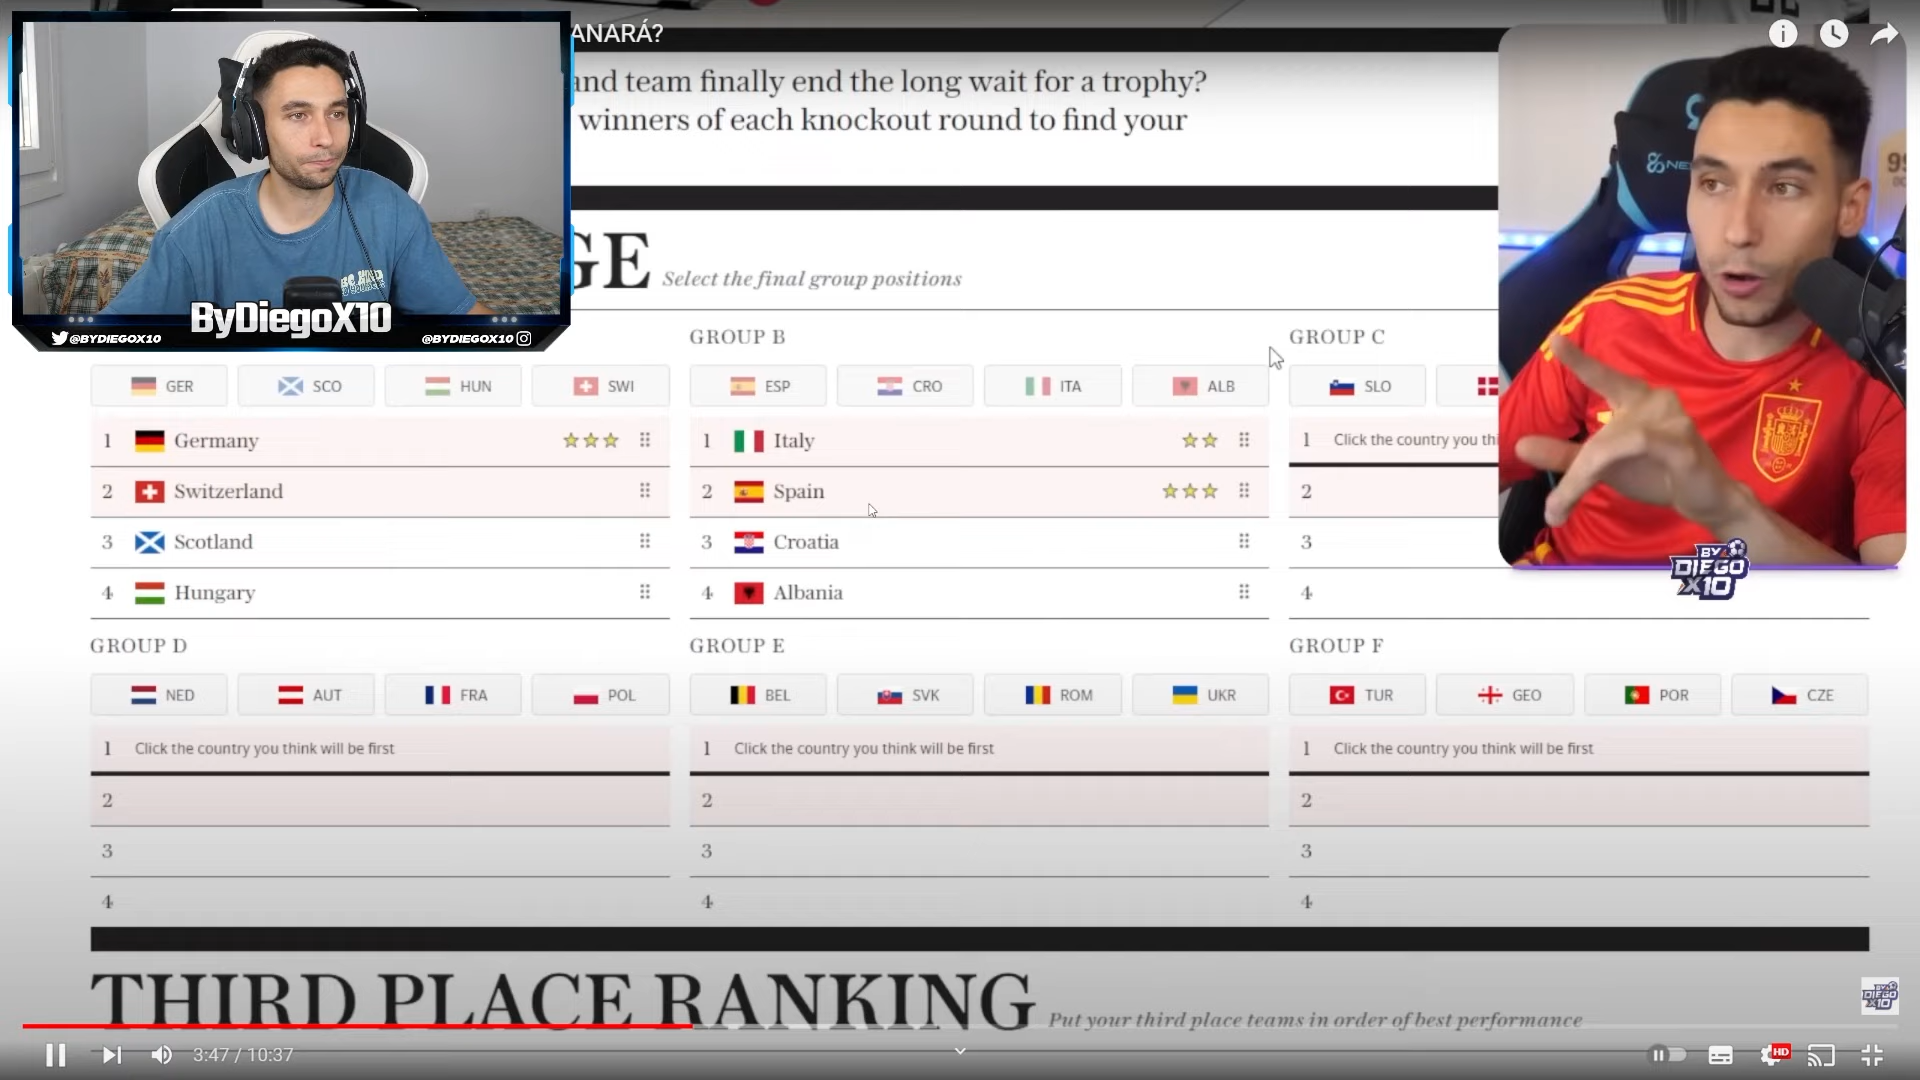 ANARÁ?
and team finally end the long wait for a trophy?
winners of each knockout round to find your
GE Select the final group positions
ByDiegoX10
@BYDIEGOX10
@BYDIEGOX10
BY
DIEGO
X10
GROUP B
GROUP C
GER SCO HUN SWI
ESP CRO ITA ALB
SLO
1 Germany
2 Switzerland
3 Scotland
4 Hungary
1 Italy
2 Spain
3 Croatia
4 Albania
1 Click the country you thi
2
3
4
GROUP D
GROUP E
GROUP F
NED AUT FRA POL
BEL SVK ROM UKR
TUR GEO POR CZE
1 Click the country you think will be first
2
3
4
1 Click the country you think will be first
2
3
4
1 Click the country you think will be first
2
3
4
THIRD PLACE RANKING Put your third place teams in order of best performance
BY
DIEGO
X10
3:47 / 10:37
HD